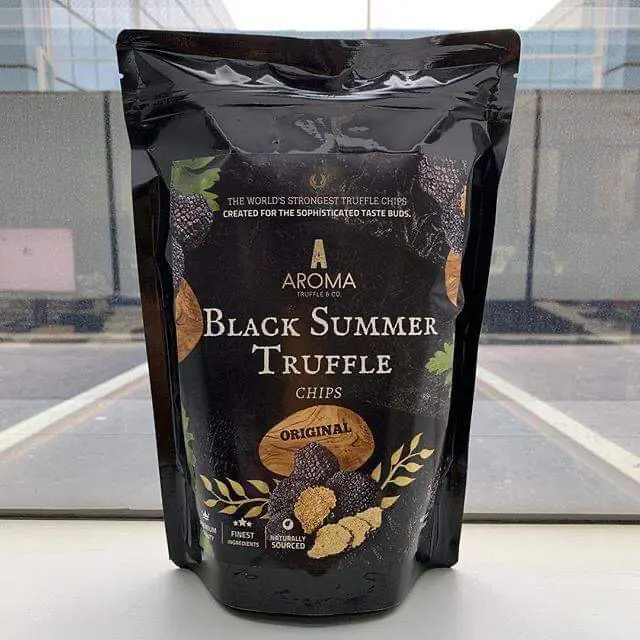 THE WORLD'S STRONGEST TRUFFLE CHIPS
CREATED FOR THE SOPHISTICATED TASTE BUDS.
AROMA
TRUFFLE & CO.
BLACK SUMMER
TRUFFLE
CHIPS
ORIGINAL
FINEST
INGREDIENTS
NATURALLY
SOURCED